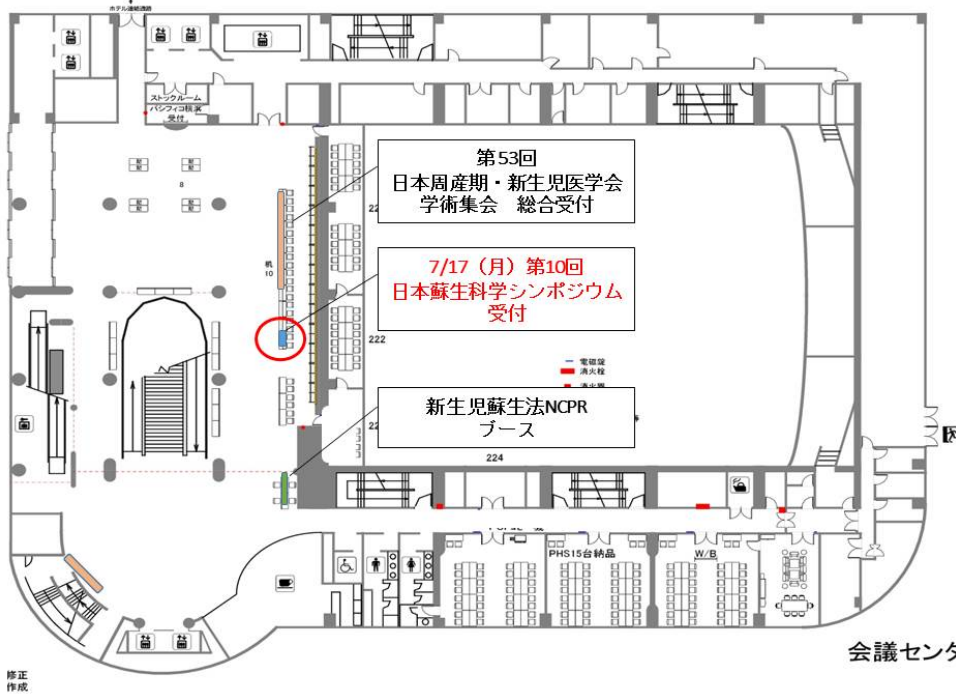 ホテル連絡通路
ストックルーム
パシフィコ横浜
受付
第53回
日本周産期・新生児医学会
学術集会 総合受付
8
机
10
7/17（月）第10回
日本蘇生科学シンポジウム
受付
222
電磁錠
消火栓
新生児蘇生法NCPR
ブース
224
PHS15台納品
W/B
会議センタ
修正
作成